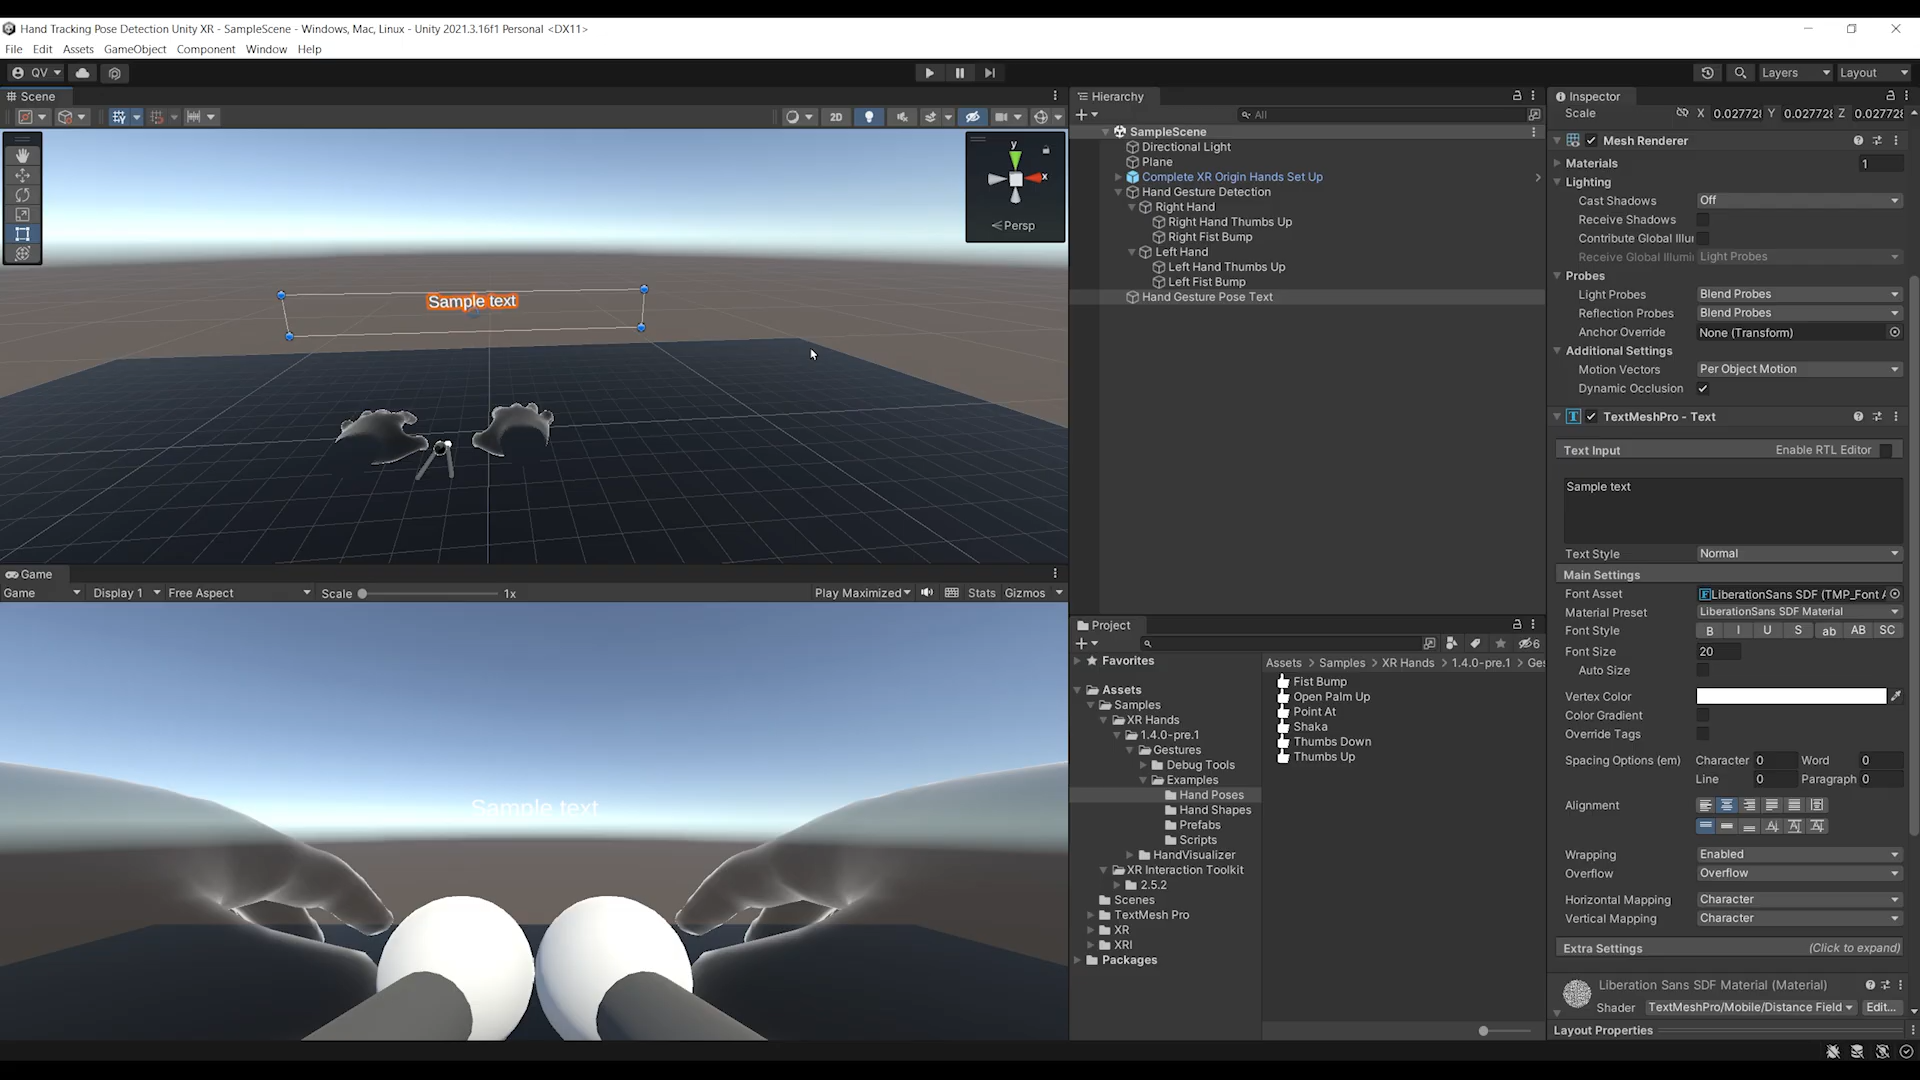 Hand Tracking Pose Detection Unity XR - SampleScene - Windows, Mac, Linux - Unity 2021.3.16f1 Personal <DX11>
File Edit Assets GameObject Component Window Help
QV
Layers
Layout
Scene
2D
y
x
Persp
Sample text
Game
Game
Display 1
Free Aspect
Scale
1x
Play Maximized
Stats
Gizmos
Sample text
Hierarchy
All
SampleScene
Directional Light
Plane
Complete XR Origin Hands Set Up
Hand Gesture Detection
Right Hand
Right Hand Thumbs Up
Right Fist Bump
Left Hand
Left Hand Thumbs Up
Left Fist Bump
Hand Gesture Pose Text
Project
6
Favorites
Assets
Samples
XR Hands
1.4.0-pre.1
Gestures
Debug Tools
Examples
Hand Poses
Hand Shapes
Prefabs
Scripts
HandVisualizer
XR Interaction Toolkit
2.5.2
Scenes
TextMesh Pro
XR
XRI
Packages
Assets > Samples > XR Hands > 1.4.0-pre.1 > Ges
Fist Bump
Open Palm Up
Point At
Shaka
Thumbs Down
Thumbs Up
Inspector
Scale X 0.02772 Y 0.02772 Z 0.02772
Mesh Renderer
Materials 1
Lighting
Cast Shadows Off
Receive Shadows
Contribute Global Illu
Receive Global Illumi Light Probes
Probes
Light Probes Blend Probes
Reflection Probes Blend Probes
Anchor Override None (Transform)
Additional Settings
Motion Vectors Per Object Motion
Dynamic Occlusion
TextMeshPro - Text
Text Input Enable RTL Editor
Sample text
Text Style Normal
Main Settings
Font Asset LiberationSans SDF (TMP_Font A
Material Preset LiberationSans SDF Material
Font Style B I U S ab AB SC
Font Size 20
Auto Size
Vertex Color
Color Gradient
Override Tags
Spacing Options (em) Character 0 Word 0
Line 0 Paragraph 0
Alignment
Wrapping Enabled
Overflow Overflow
Horizontal Mapping Character
Vertical Mapping Character
Extra Settings (Click to expand)
Liberation Sans SDF Material (Material)
Shader TextMeshPro/Mobile/Distance Field Edit...
Layout Properties